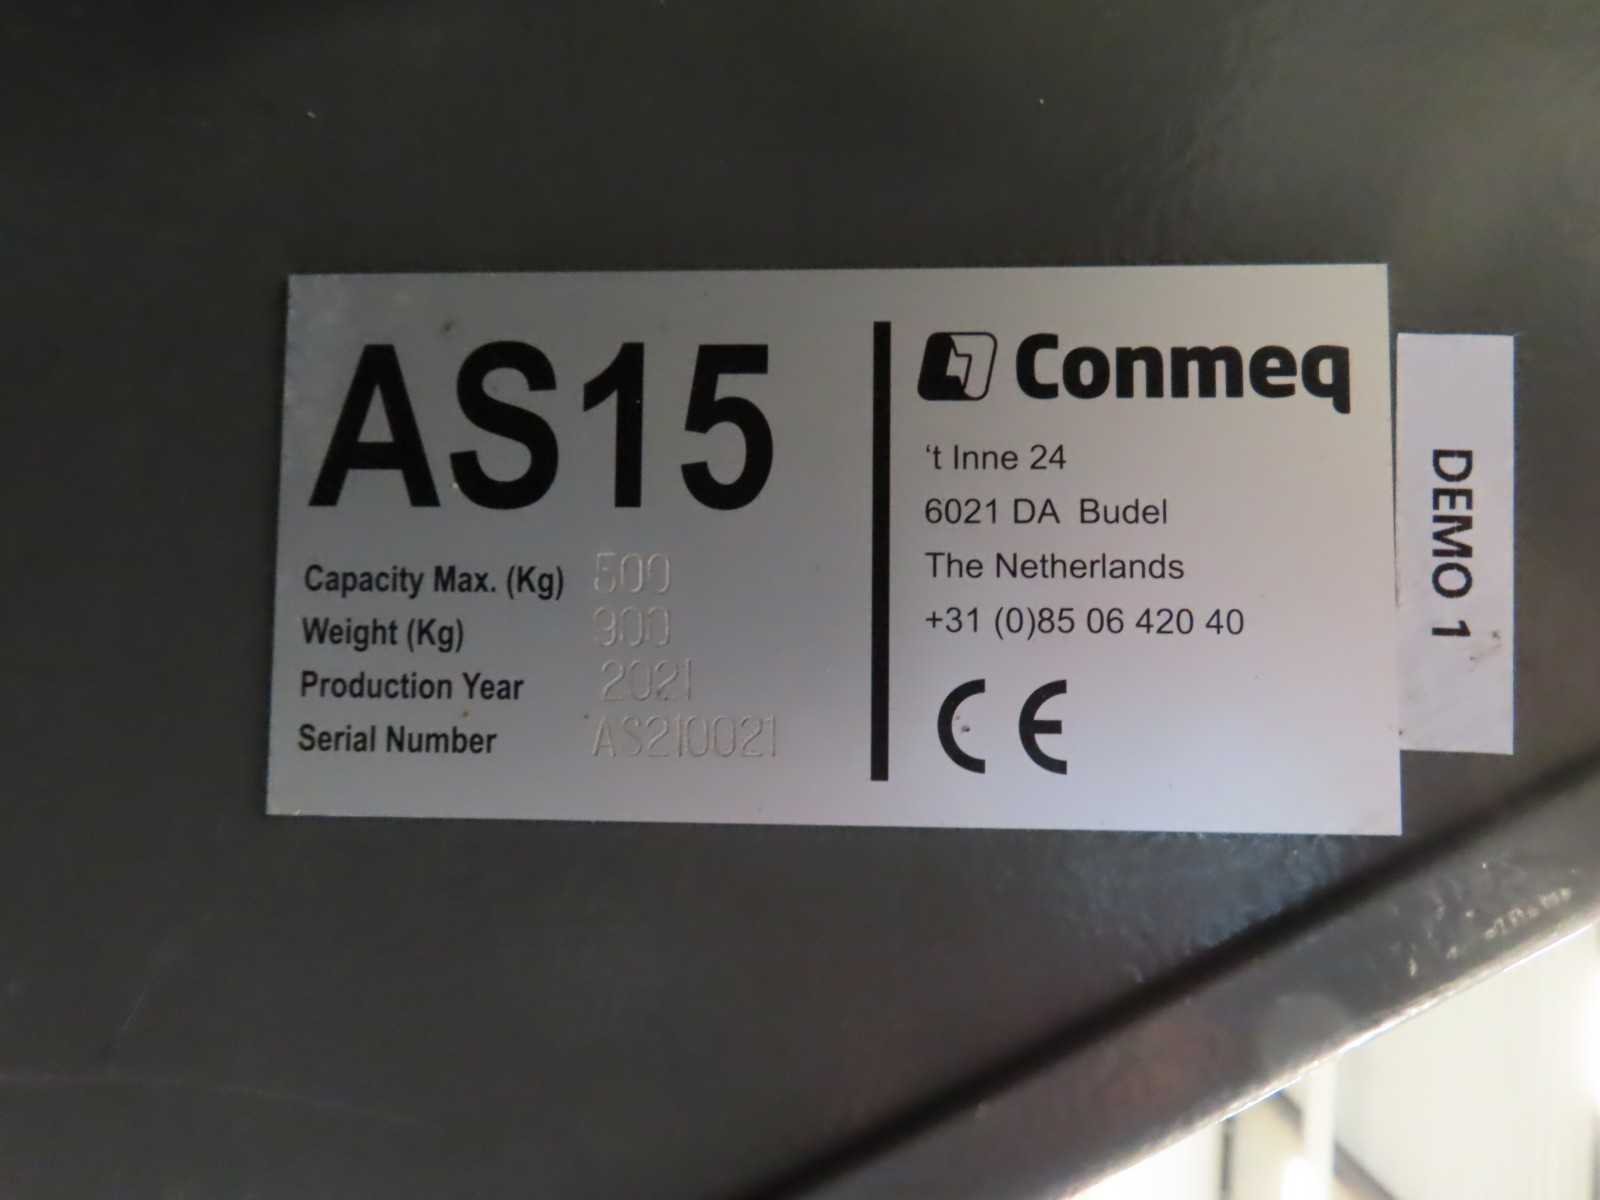 AS15
Capacity Max. (Kg) 500
Weight (Kg) 900
Production Year 2021
Serial Number AS210021
Conmeq
‘t Inne 24
6021 DA Budel
The Netherlands
+31 (0)85 06 420 40
CE
DEMO 1